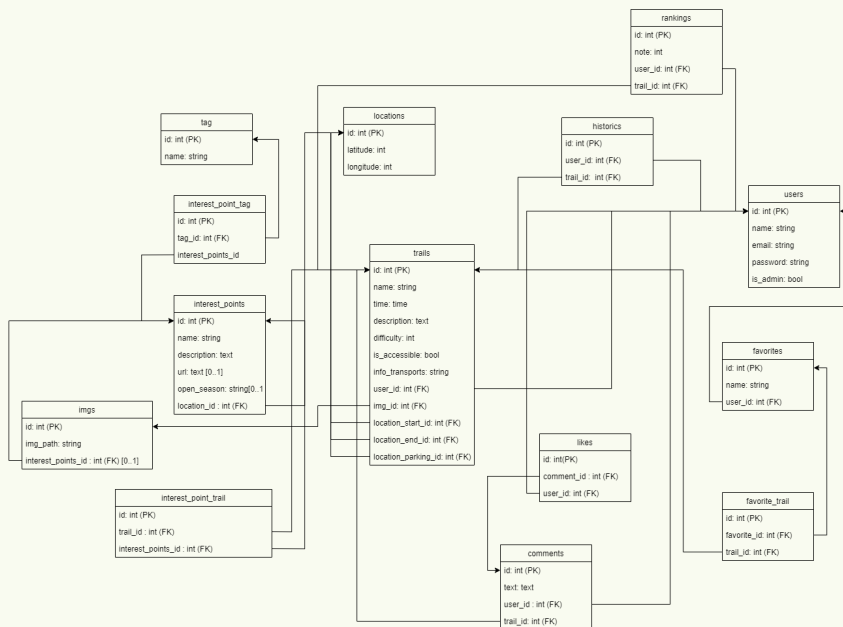 rankings
id: int (PK)
note: int
user_id: int (FK)
trail_id: int (FK)
tag
id: int (PK)
name: string
locations
id: int (PK)
latitude: int
longitude: int
historics
id: int (PK)
user_id: int (FK)
trail_id: int (FK)
users
id: int (PK)
name: string
email: string
password: string
is_admin: bool
interest_point_tag
id: int (PK)
tag_id: int (FK)
interest_points_id
trails
id: int (PK)
name: string
time: time
description: text
difficulty: int
is_accessible: bool
info_transports: string
user_id: int (FK)
img_id: int (FK)
location_start_id: int (FK)
location_end_id: int (FK)
location_parking_id: int (FK)
interest_points
id: int (PK)
name: string
description: text
url: text [0..1]
open_season: string[0..1
location_id : int (FK)
favorites
id: int (PK)
name: string
user_id: int (FK)
imgs
id: int (PK)
img_path: string
interest_points_id : int (FK) [0..1]
likes
id: int(PK)
comment_id : int (FK)
user_id: int (FK)
interest_point_trail
id: int (PK)
trail_id : int (FK)
interest_points_id : int (FK)
favorite_trail
id: int (PK)
favorite_id: int (FK)
trail_id: int (FK)
comments
id: int (PK)
text: text
user_id : int (FK)
trail_id: int (FK)